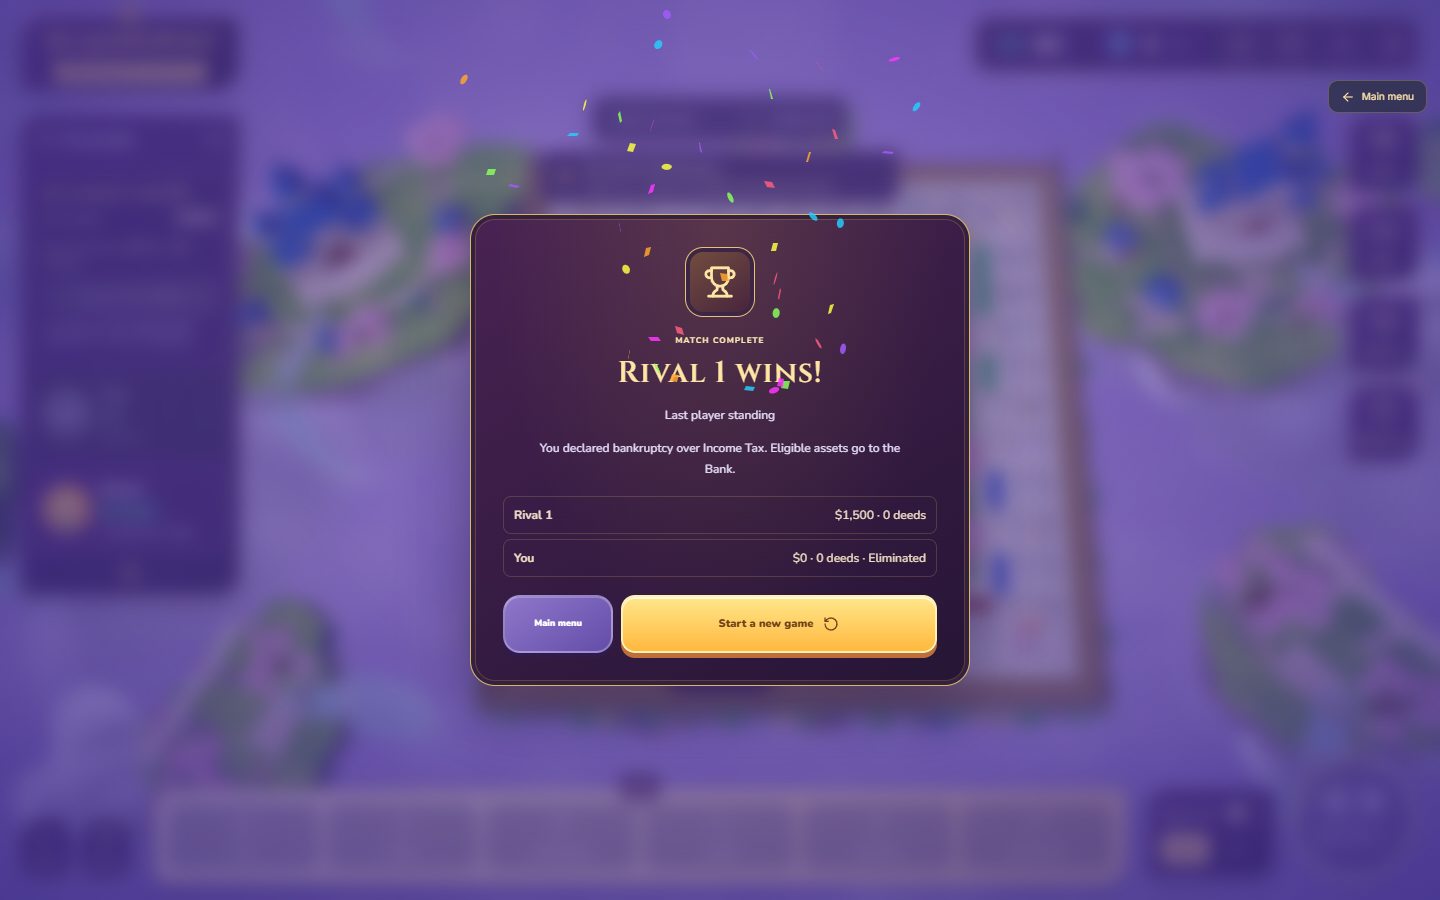 Main menu
MATCH COMPLETE
Rival 1 wins!
Last player standing
You declared bankruptcy over Income Tax. Eligible assets go to the
Bank.
Rival 1 $1,500 · 0 deeds
You $0 · 0 deeds · Eliminated
Main menu Start a new game